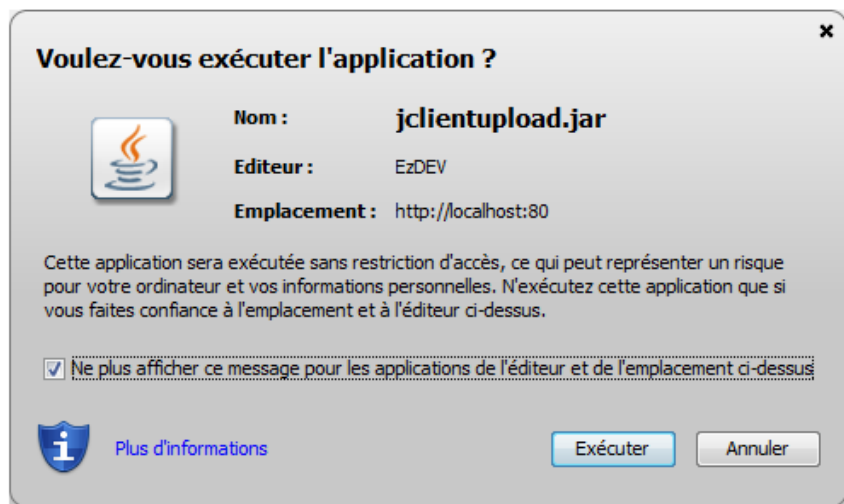 Voulez-vous exécuter l'application ?
Nom : jclientupload.jar
Editeur : EzDEV
Emplacement : http://localhost:80
Cette application sera exécutée sans restriction d'accès, ce qui peut représenter un risque
pour votre ordinateur et vos informations personnelles. N'exécutez cette application que si
vous faites confiance à l'emplacement et à l'éditeur ci-dessus.
Ne plus afficher ce message pour les applications de l'éditeur et de l'emplacement ci-dessus
Plus d'informations
Exécuter
Annuler